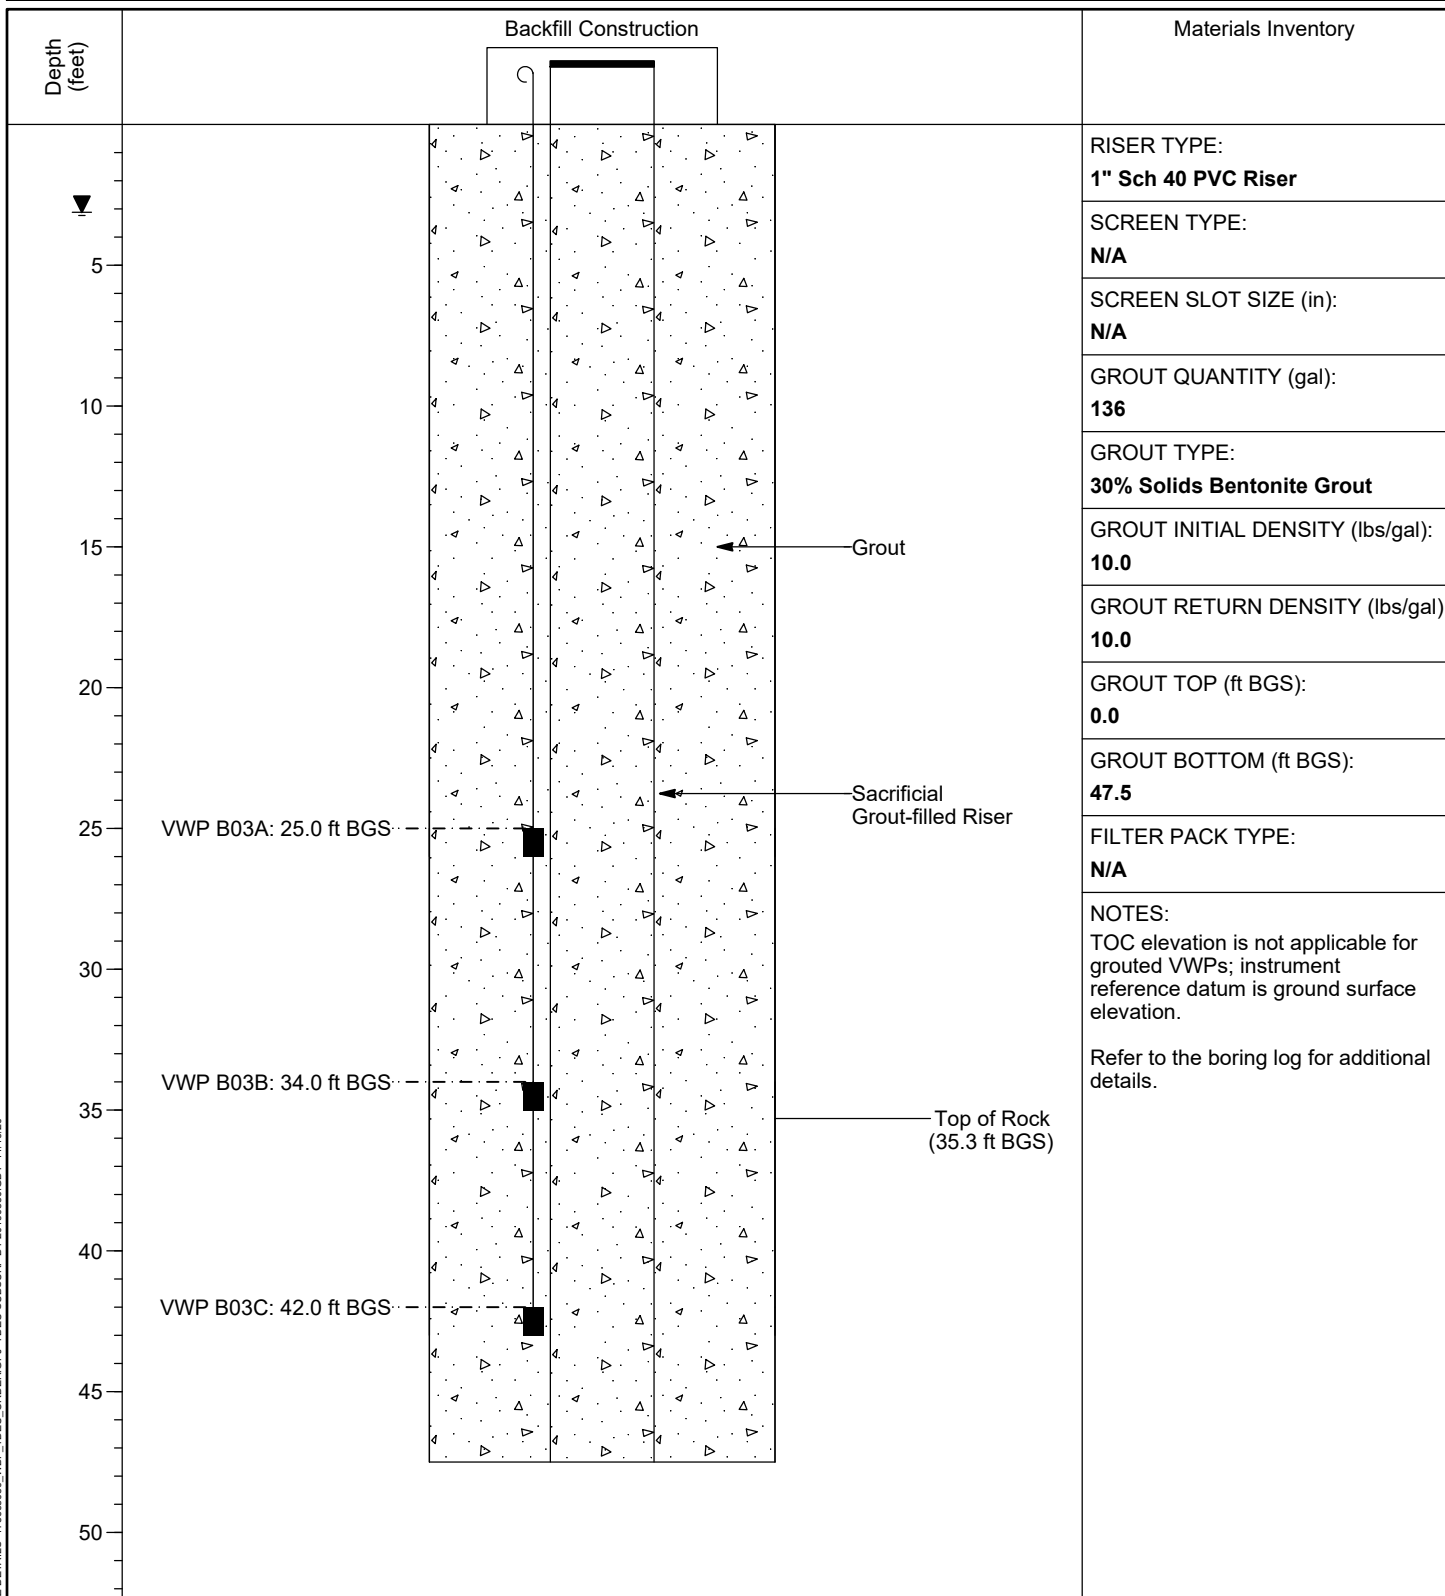 Depth
(feet)
Backfill Construction
Materials Inventory
5
10
15
20
25
30
35
40
45
50
VWP B03A: 25.0 ft BGS
VWP B03B: 34.0 ft BGS
VWP B03C: 42.0 ft BGS
Grout
Sacrificial
Grout-filled Riser
Top of Rock
(35.3 ft BGS)
RISER TYPE:
1" Sch 40 PVC Riser
SCREEN TYPE:
N/A
SCREEN SLOT SIZE (in):
N/A
GROUT QUANTITY (gal):
136
GROUT TYPE:
30% Solids Bentonite Grout
GROUT INITIAL DENSITY (lbs/gal):
10.0
GROUT RETURN DENSITY (lbs/gal)
10.0
GROUT TOP (ft BGS):
0.0
GROUT BOTTOM (ft BGS):
47.5
FILTER PACK TYPE:
N/A
NOTES:
TOC elevation is not applicable for
grouted VWPs; instrument
reference datum is ground surface
elevation.
Refer to the boring log for additional
details.